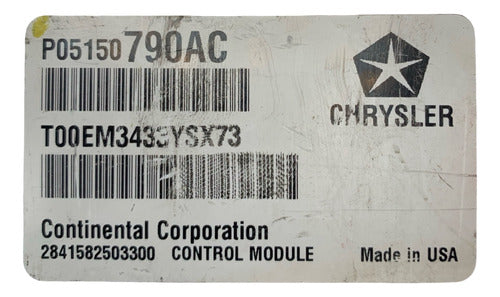 P05150790AC
CHRYSLER
T00EM3433YSX73
Continental Corporation
2841582503300 CONTROL MODULE Made in USA